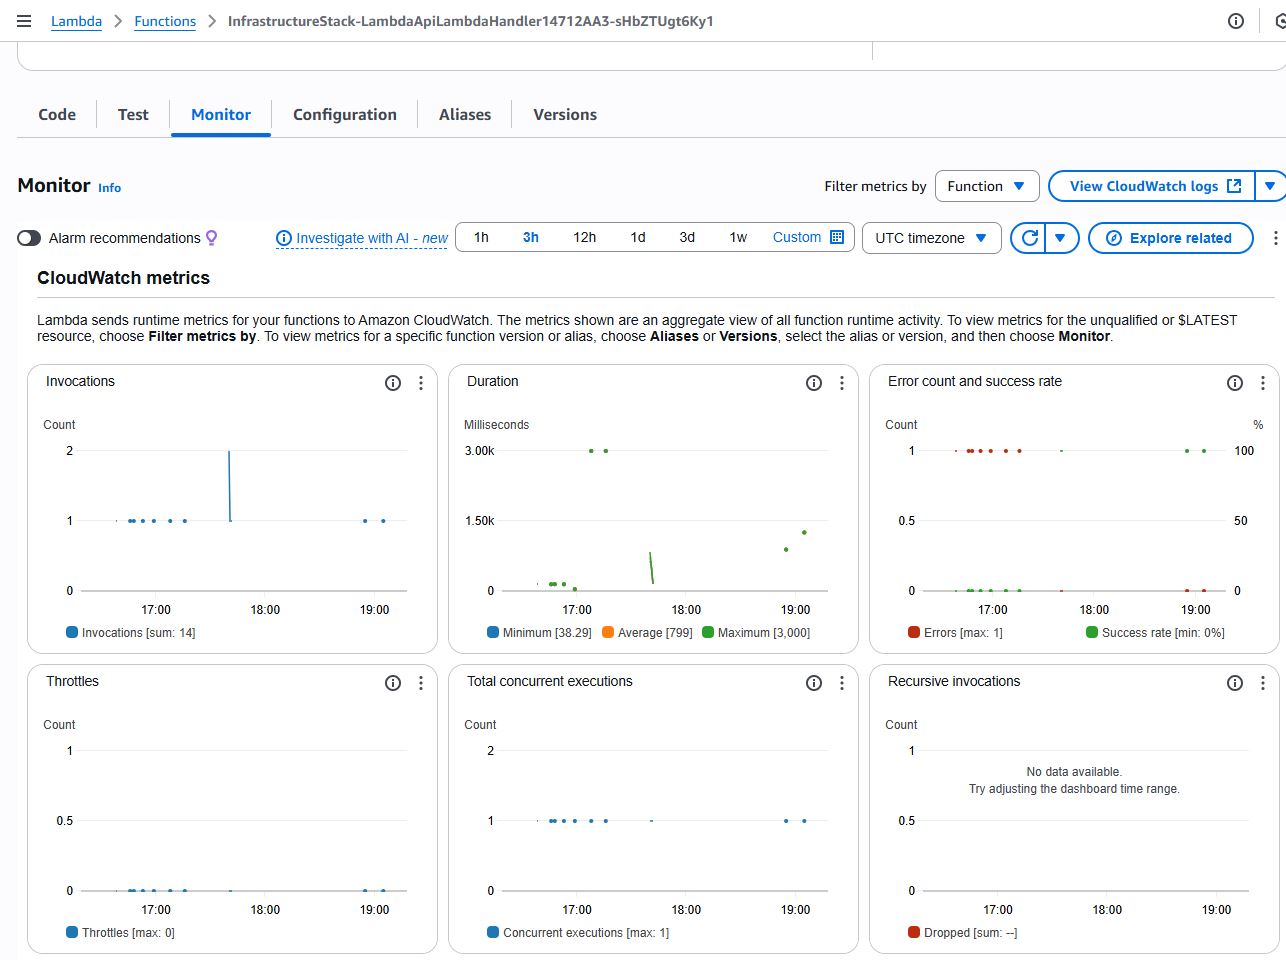 Lambda > Functions > InfrastructureStack-LambdaApiLambdaHandler14712AA3-sHbZTUgt6Ky1
Code Test Monitor Configuration Aliases Versions
Monitor Info
Filter metrics by Function View CloudWatch logs
Alarm recommendations Investigate with AI - new 1h 3h 12h 1d 3d 1w Custom UTC timezone Explore related
CloudWatch metrics
Lambda sends runtime metrics for your functions to Amazon CloudWatch. The metrics shown are an aggregate view of all function runtime activity. To view metrics for the unqualified or $LATEST
resource, choose Filter metrics by. To view metrics for a specific function version or alias, choose Aliases or Versions, select the alias or version, and then choose Monitor.
Invocations
Count
2
1
0
17:00 18:00 19:00
Invocations [sum: 14]
Duration
Milliseconds
3.00k
1.50k
0
17:00 18:00 19:00
Minimum [38.29] Average [799] Maximum [3,000]
Error count and success rate
Count %
1 100
0.5 50
0 0
17:00 18:00 19:00
Errors [max: 1] Success rate [min: 0%]
Throttles
Count
1
0.5
0
17:00 18:00 19:00
Throttles [max: 0]
Total concurrent executions
Count
2
1
0
17:00 18:00 19:00
Concurrent executions [max: 1]
Recursive invocations
Count
1
No data available.
Try adjusting the dashboard time range.
0.5
0
17:00 18:00 19:00
Dropped [sum: --]